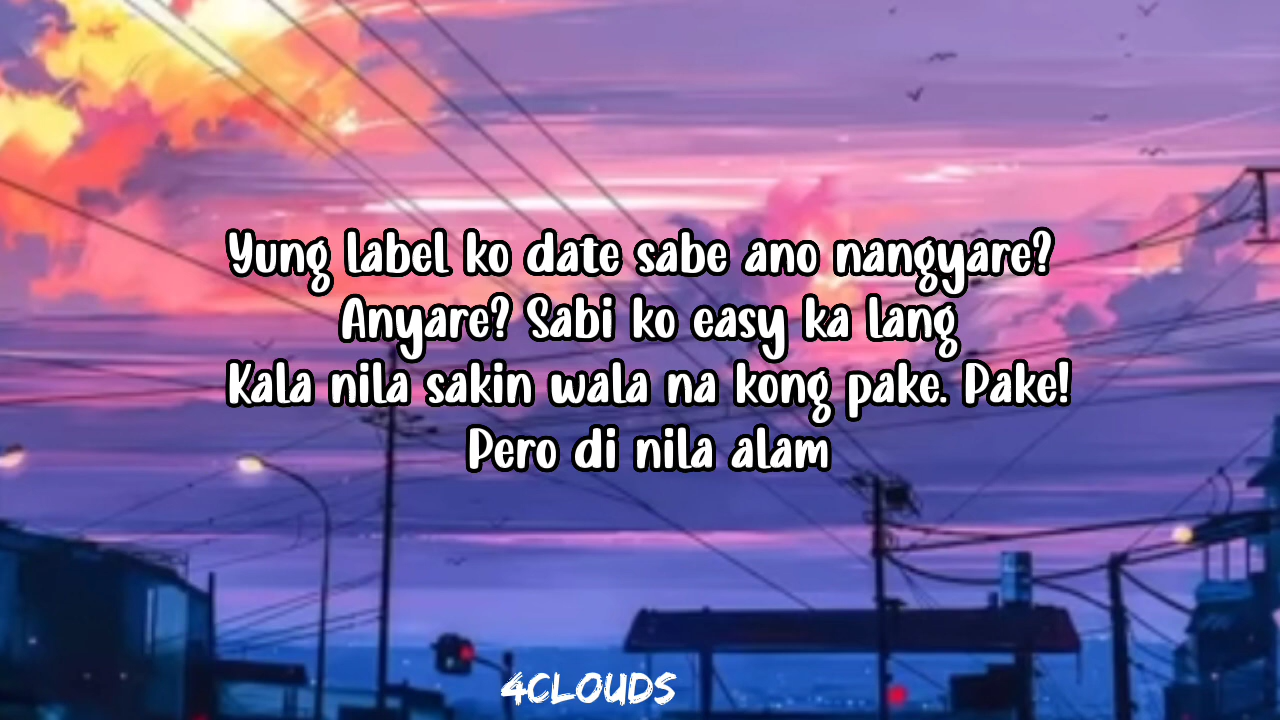 Yung label ko date sabe ano nangyare?
Anyare? Sabi ko easy ka lang
Kala nila sakin wala na kong pake. Pake!
Pero di nila alam
4CLOUDS